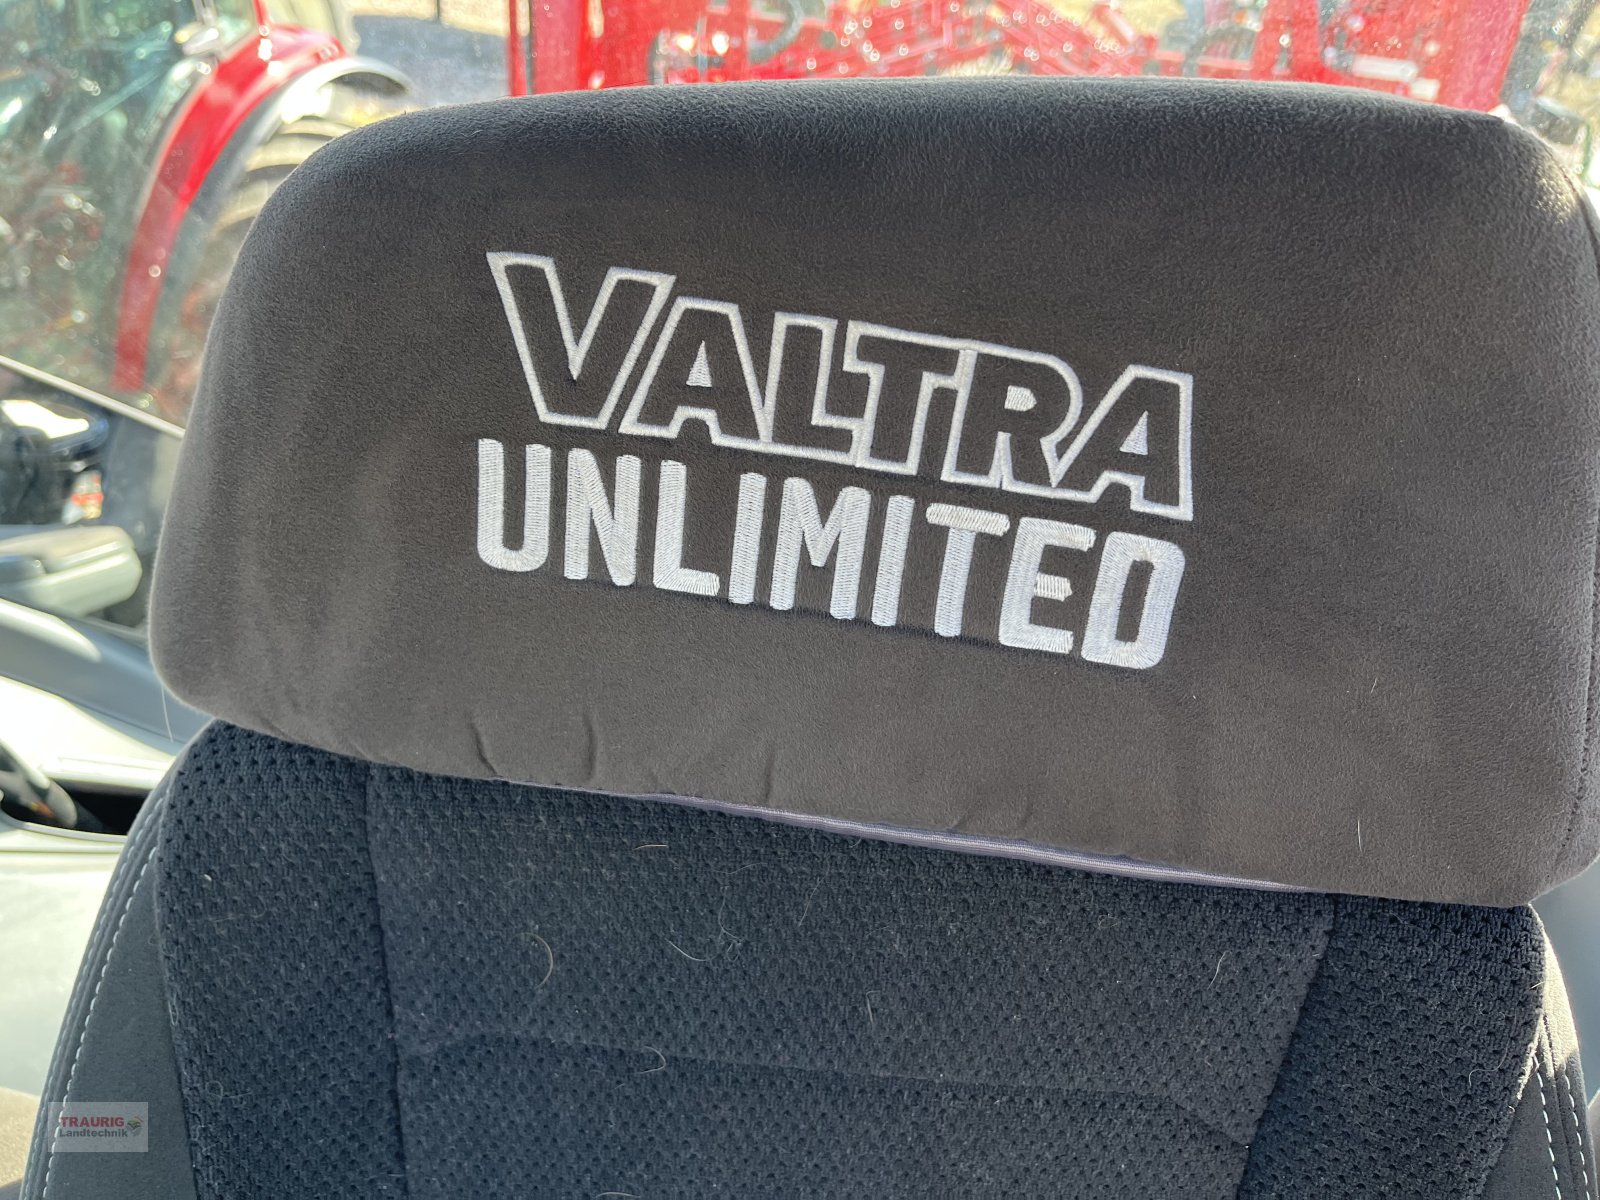 VALTRA
UNLIMITED
TRAURIG
Landtechnik